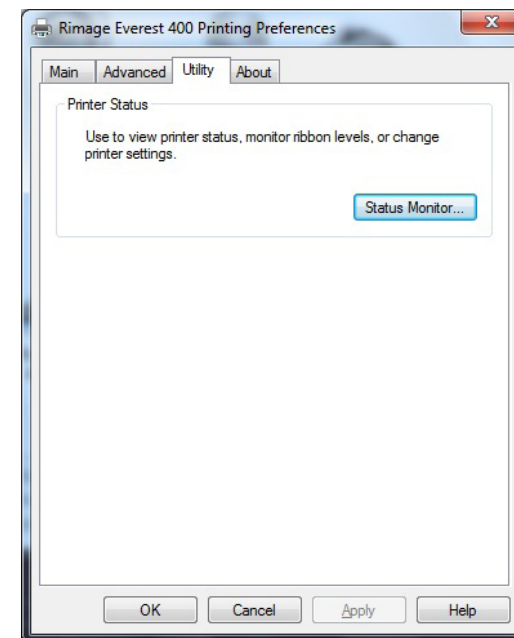 Rimage Everest 400 Printing Preferences
Main Advanced Utility About
Printer Status
Use to view printer status, monitor ribbon levels, or change
printer settings.
Status Monitor...
OK Cancel Apply Help